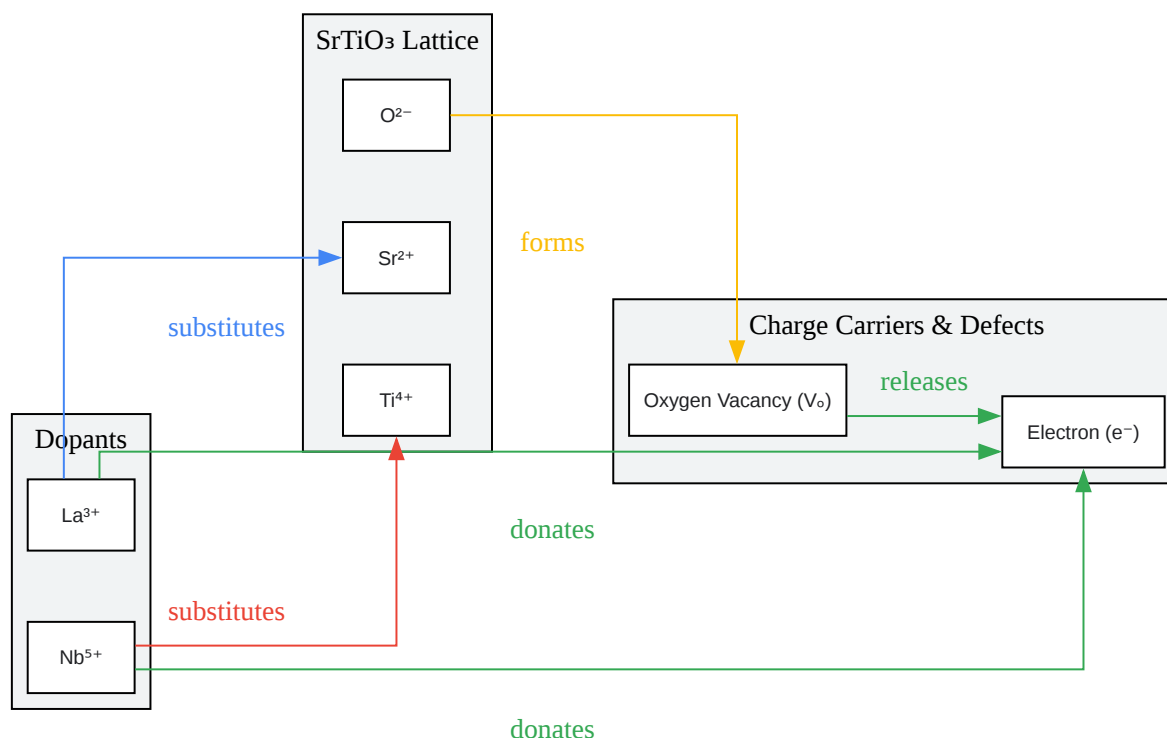 SrTiO₃ Lattice
O²⁻
Sr²⁺
forms
substitutes
Charge Carriers & Defects
Ti⁴⁺
Oxygen Vacancy (Vₒ)
releases
Electron (e⁻)
Dopants
La³⁺
donates
substitutes
Nb⁵⁺
donates